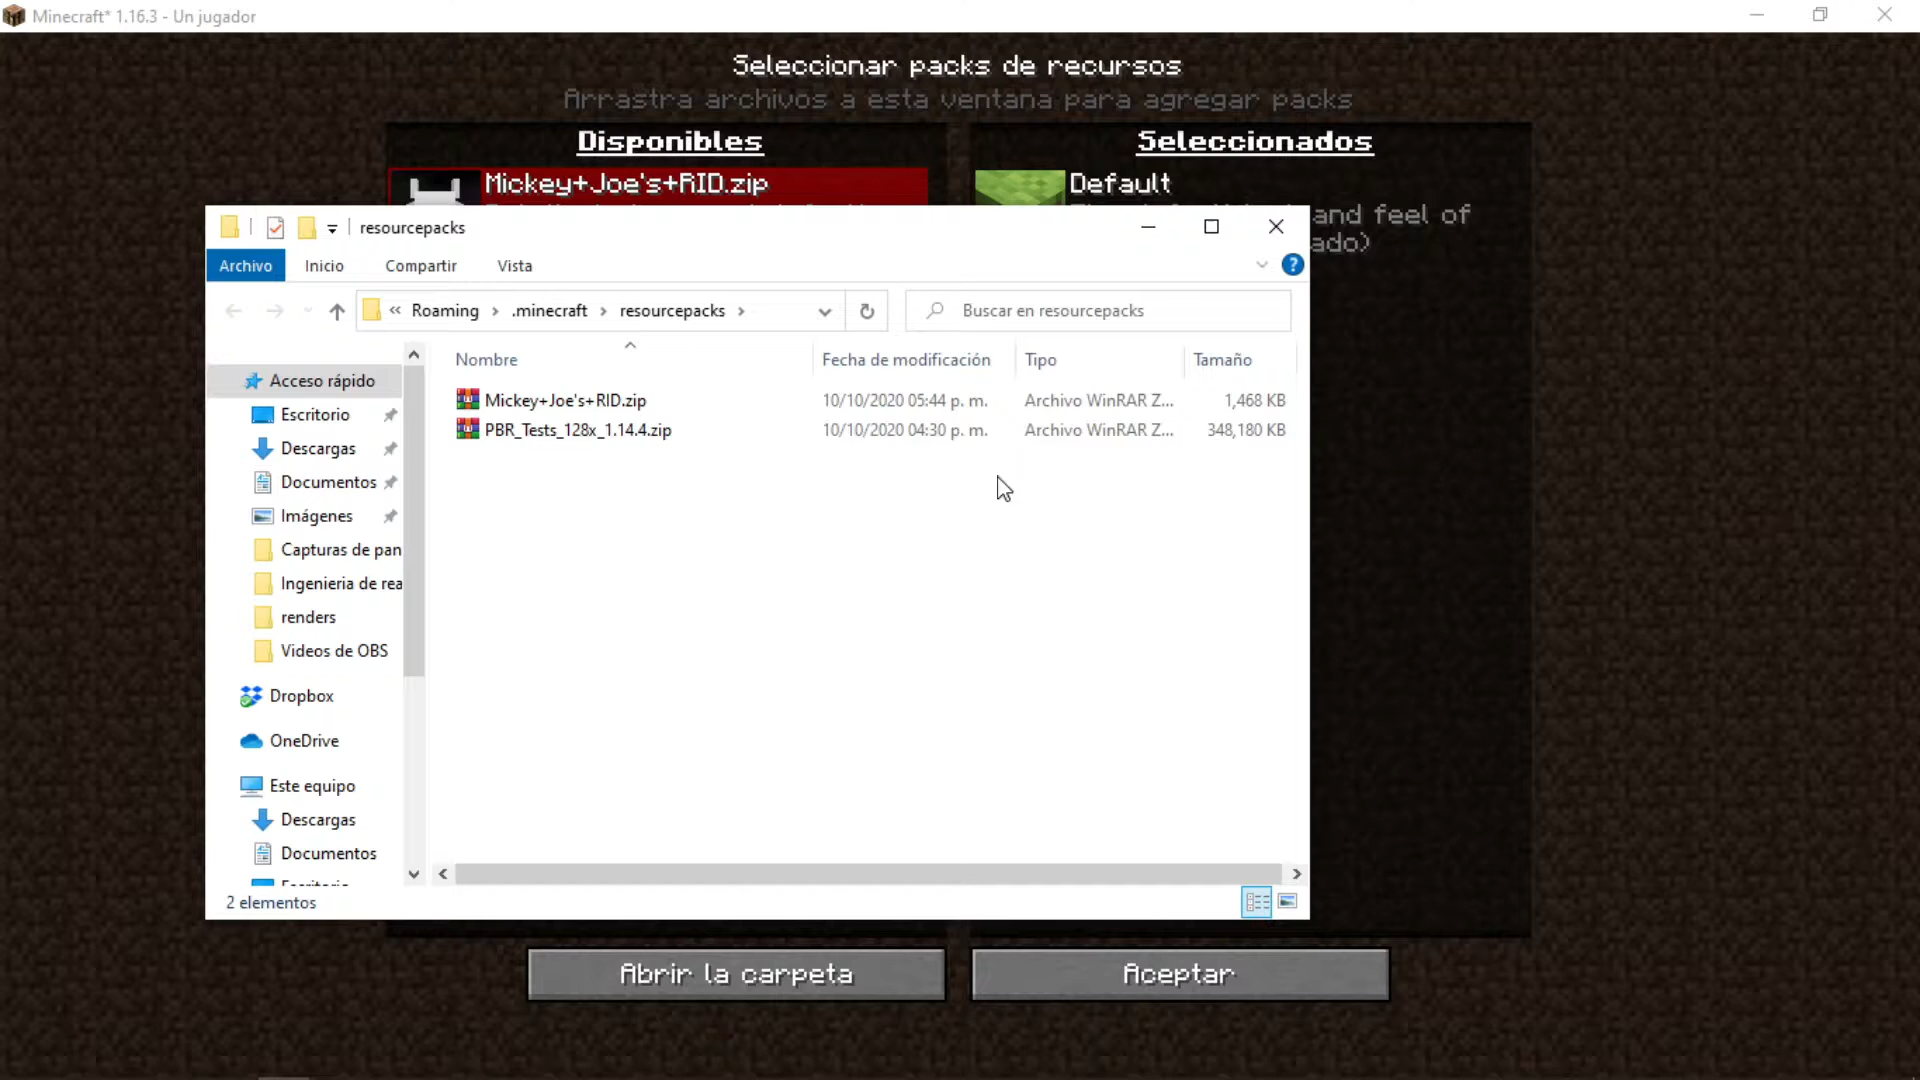 Minecraft* 1.16.3 - Un jugador
Seleccionar packs de recursos
Arrastra archivos a esta ventana para agregar packs
Disponibles
Seleccionados
Mickey+Joe's+RID.zip
Default
and feel of
ado)
resourcepacks
Archivo
Inicio
Compartir
Vista
?
« Roaming > .minecraft > resourcepacks >
Buscar en resourcepacks
Nombre
Fecha de modificación
Tipo
Tamaño
Mickey+Joe's+RID.zip
10/10/2020 05:44 p. m.
Archivo WinRAR Z...
1,468 KB
PBR_Tests_128x_1.14.4.zip
10/10/2020 04:30 p. m.
Archivo WinRAR Z...
348,180 KB
Acceso rápido
Escritorio
Descargas
Documentos
Imágenes
Capturas de pan
Ingenieria de rea
renders
Videos de OBS
Dropbox
OneDrive
Este equipo
Descargas
Documentos
2 elementos
Abrir la carpeta
Aceptar